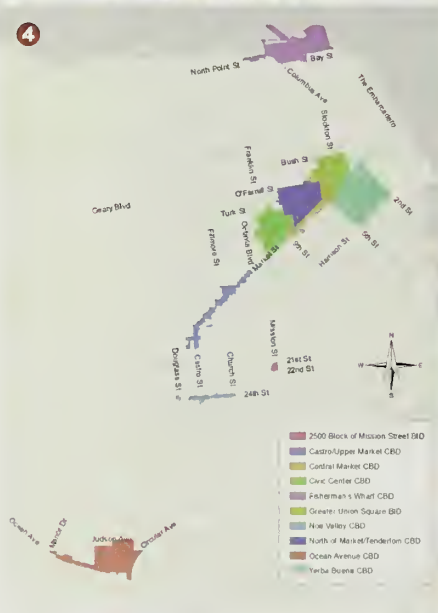 4
North Point St
Bay St
Columbus Ave
The Embarcadero
Stockton St
Bush St
Franklin St
O'Farrell St
Geary Blvd
Turk St
2nd St
Octavia Blvd
Fillmore St
Market St
9th St
Harrison St
5th St
Mission St
21st St
22nd St
Douglass St
Castro St
Church St
24th St
N
W
E
S
2500 Block of Mission Street BID
Castro/Upper Market CBD
Central Market CBD
Civic Center CBD
Fisherman's Wharf CBD
Greater Union Square BID
Noe Valley CBD
North of Market/Tenderloin CBD
Ocean Avenue CBD
Yerba Buena CBD
Ocean Ave
Manor Dr
Judson Ave
Circular Ave